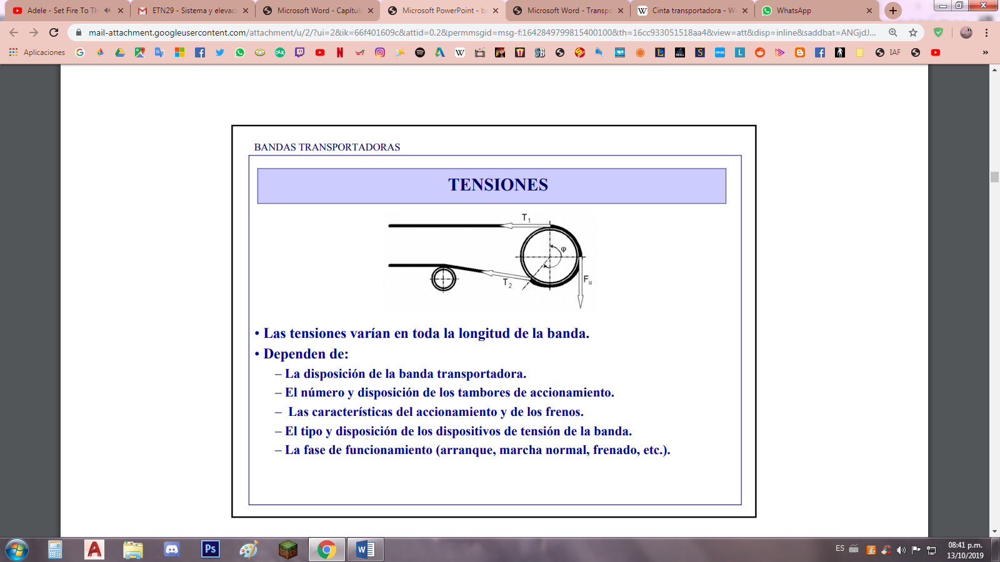 Adele - Set Fire To Th
ETN29 - Sistema y elevac
Microsoft Word - Capítul
Microsoft PowerPoint - b
Microsoft Word - Transpo
Cinta transportadora - W
WhatsApp
mail-attachment.googleusercontent.com/attachment/u/2/?ui=2&ik=66f401609c&attid=0.2&permmsgid=msg-f:1642849799815400100&th=16cc933051518aa4&view=att&disp=inline&saddbat=ANGjdJ...
Aplicaciones
IAF
»
BANDAS TRANSPORTADORAS
TENSIONES
T1
φ
T2
Fu
• Las tensiones varían en toda la longitud de la banda.
• Dependen de:
– La disposición de la banda transportadora.
– El número y disposición de los tambores de accionamiento.
– Las características del accionamiento y de los frenos.
– El tipo y disposición de los dispositivos de tensión de la banda.
– La fase de funcionamiento (arranque, marcha normal, frenado, etc.).
Ps
ES
08:41 p.m.
13/10/2019